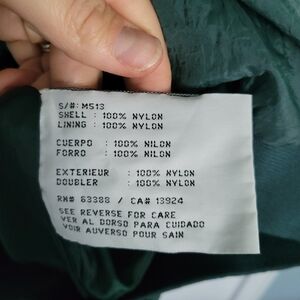 S/#: M513
SHELL : 100% NYLON
LINING : 100% NYLON
CUERPO : 100% NILON
FORRO : 100% NILON
EXTERIEUR : 100% NYLON
DOUBLER : 100% NYLON
RN# 63388 / CA# 13924
SEE REVERSE FOR CARE
VER AL DORSO PARA CUIDADO
VOIR AUVERSO POUR SAIN